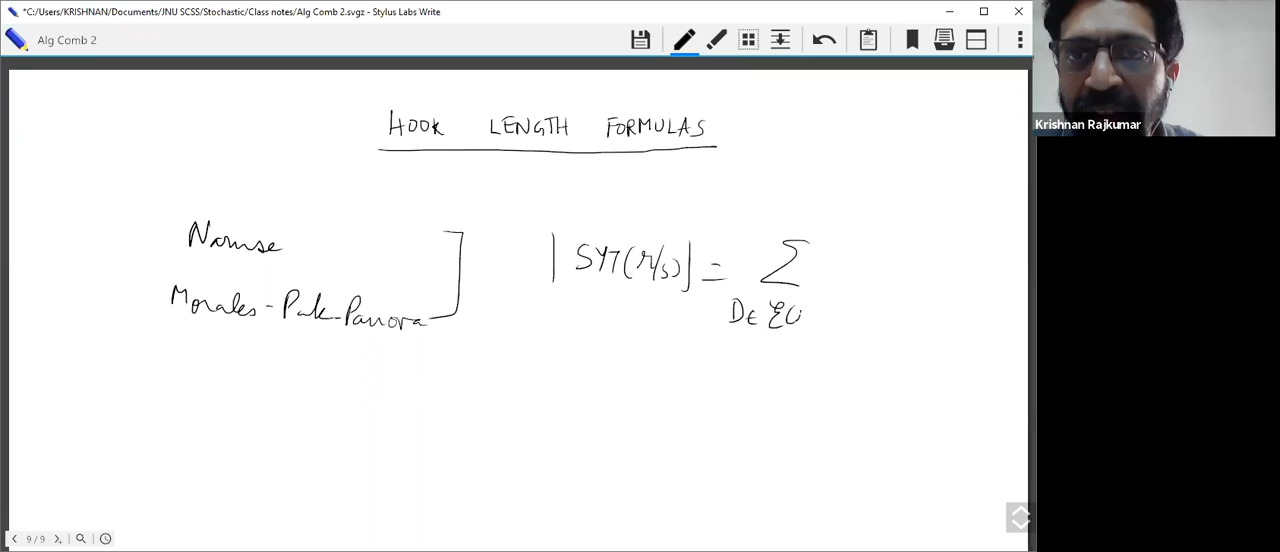 *C:/Users/KRISHNAN/Documents/JNU SCSS/Stochastic/Class notes/Alg Comb 2.svgz - Stylus Labs Write
Alg Comb 2
Krishnan Rajkumar
HOOK LENGTH FORMULAS
Naruse
Morales - Pak - Panova
| SYT(r/s) | = Σ
D ∈ ξ(
9/9